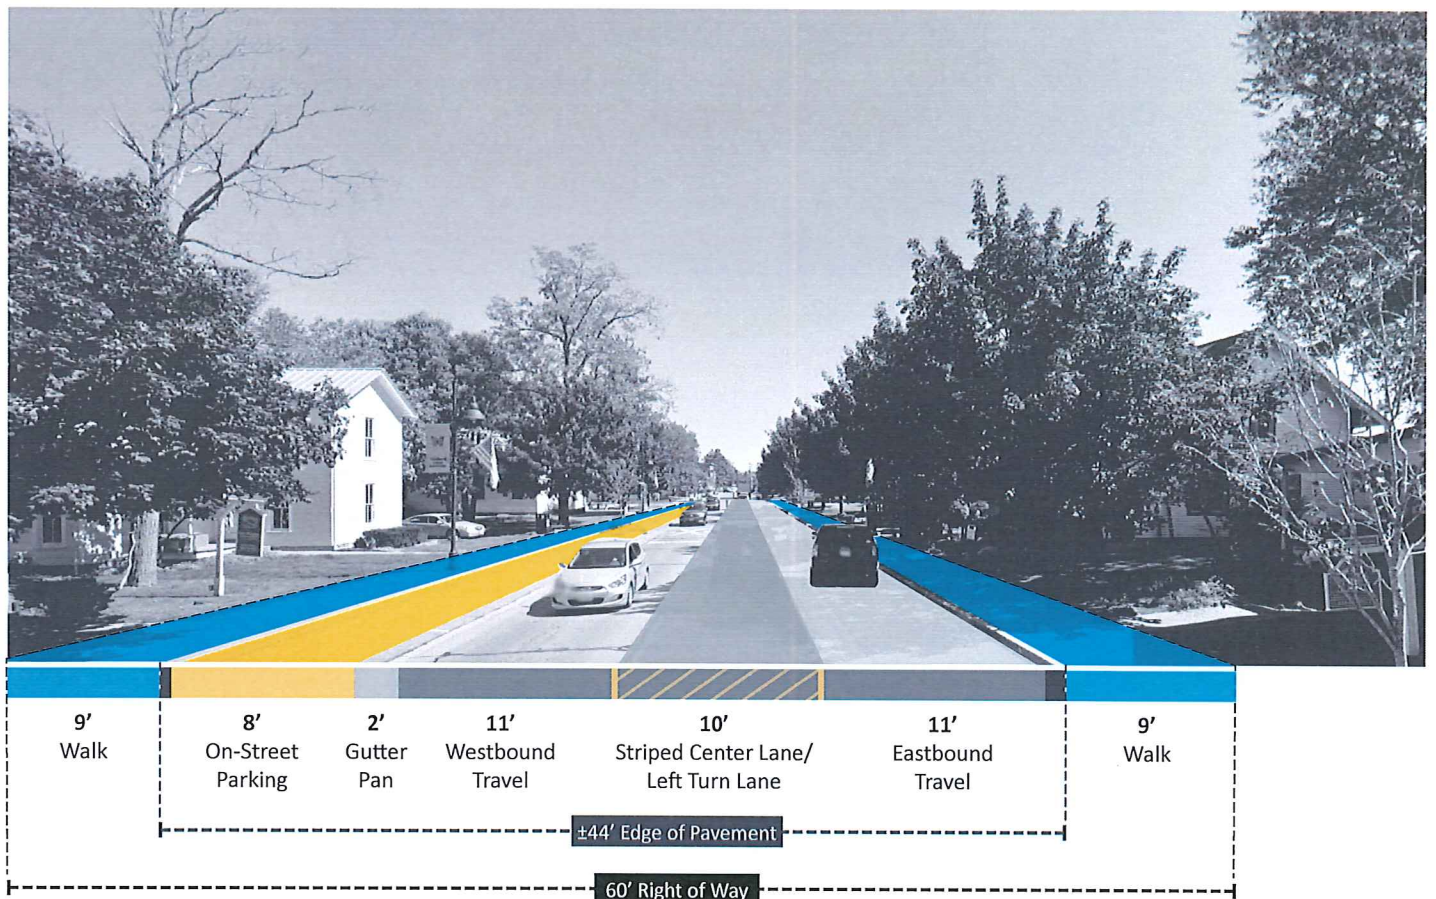 9’
Walk
8’
On-Street
Parking
2’
Gutter
Pan
11’
Westbound
Travel
10’
Striped Center Lane/
Left Turn Lane
11’
Eastbound
Travel
9’
Walk
±44’ Edge of Pavement
60’ Right of Way